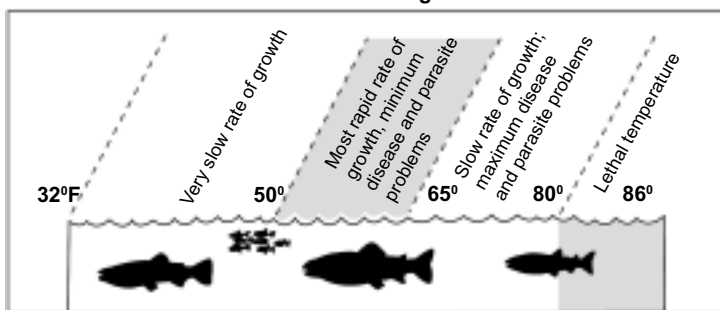 32⁰F
Very slow rate of growth
50⁰
Most rapid rate of
growth, minimum
disease and parasite
problems
65⁰
Slow rate of growth;
maximum disease
and parasite problems
80⁰
Lethal temperature
86⁰